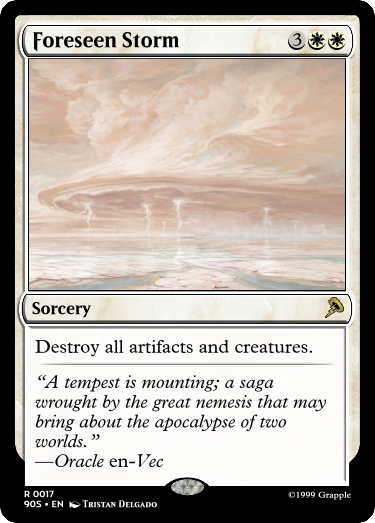 Foreseen Storm 3
Sorcery
Destroy all artifacts and creatures.
“A tempest is mounting; a saga
wrought by the great nemesis that may
bring about the apocalypse of two
worlds.”
—Oracle en-Vec
R 0017
90S • EN Tristan Delgado
©1999 Grapple